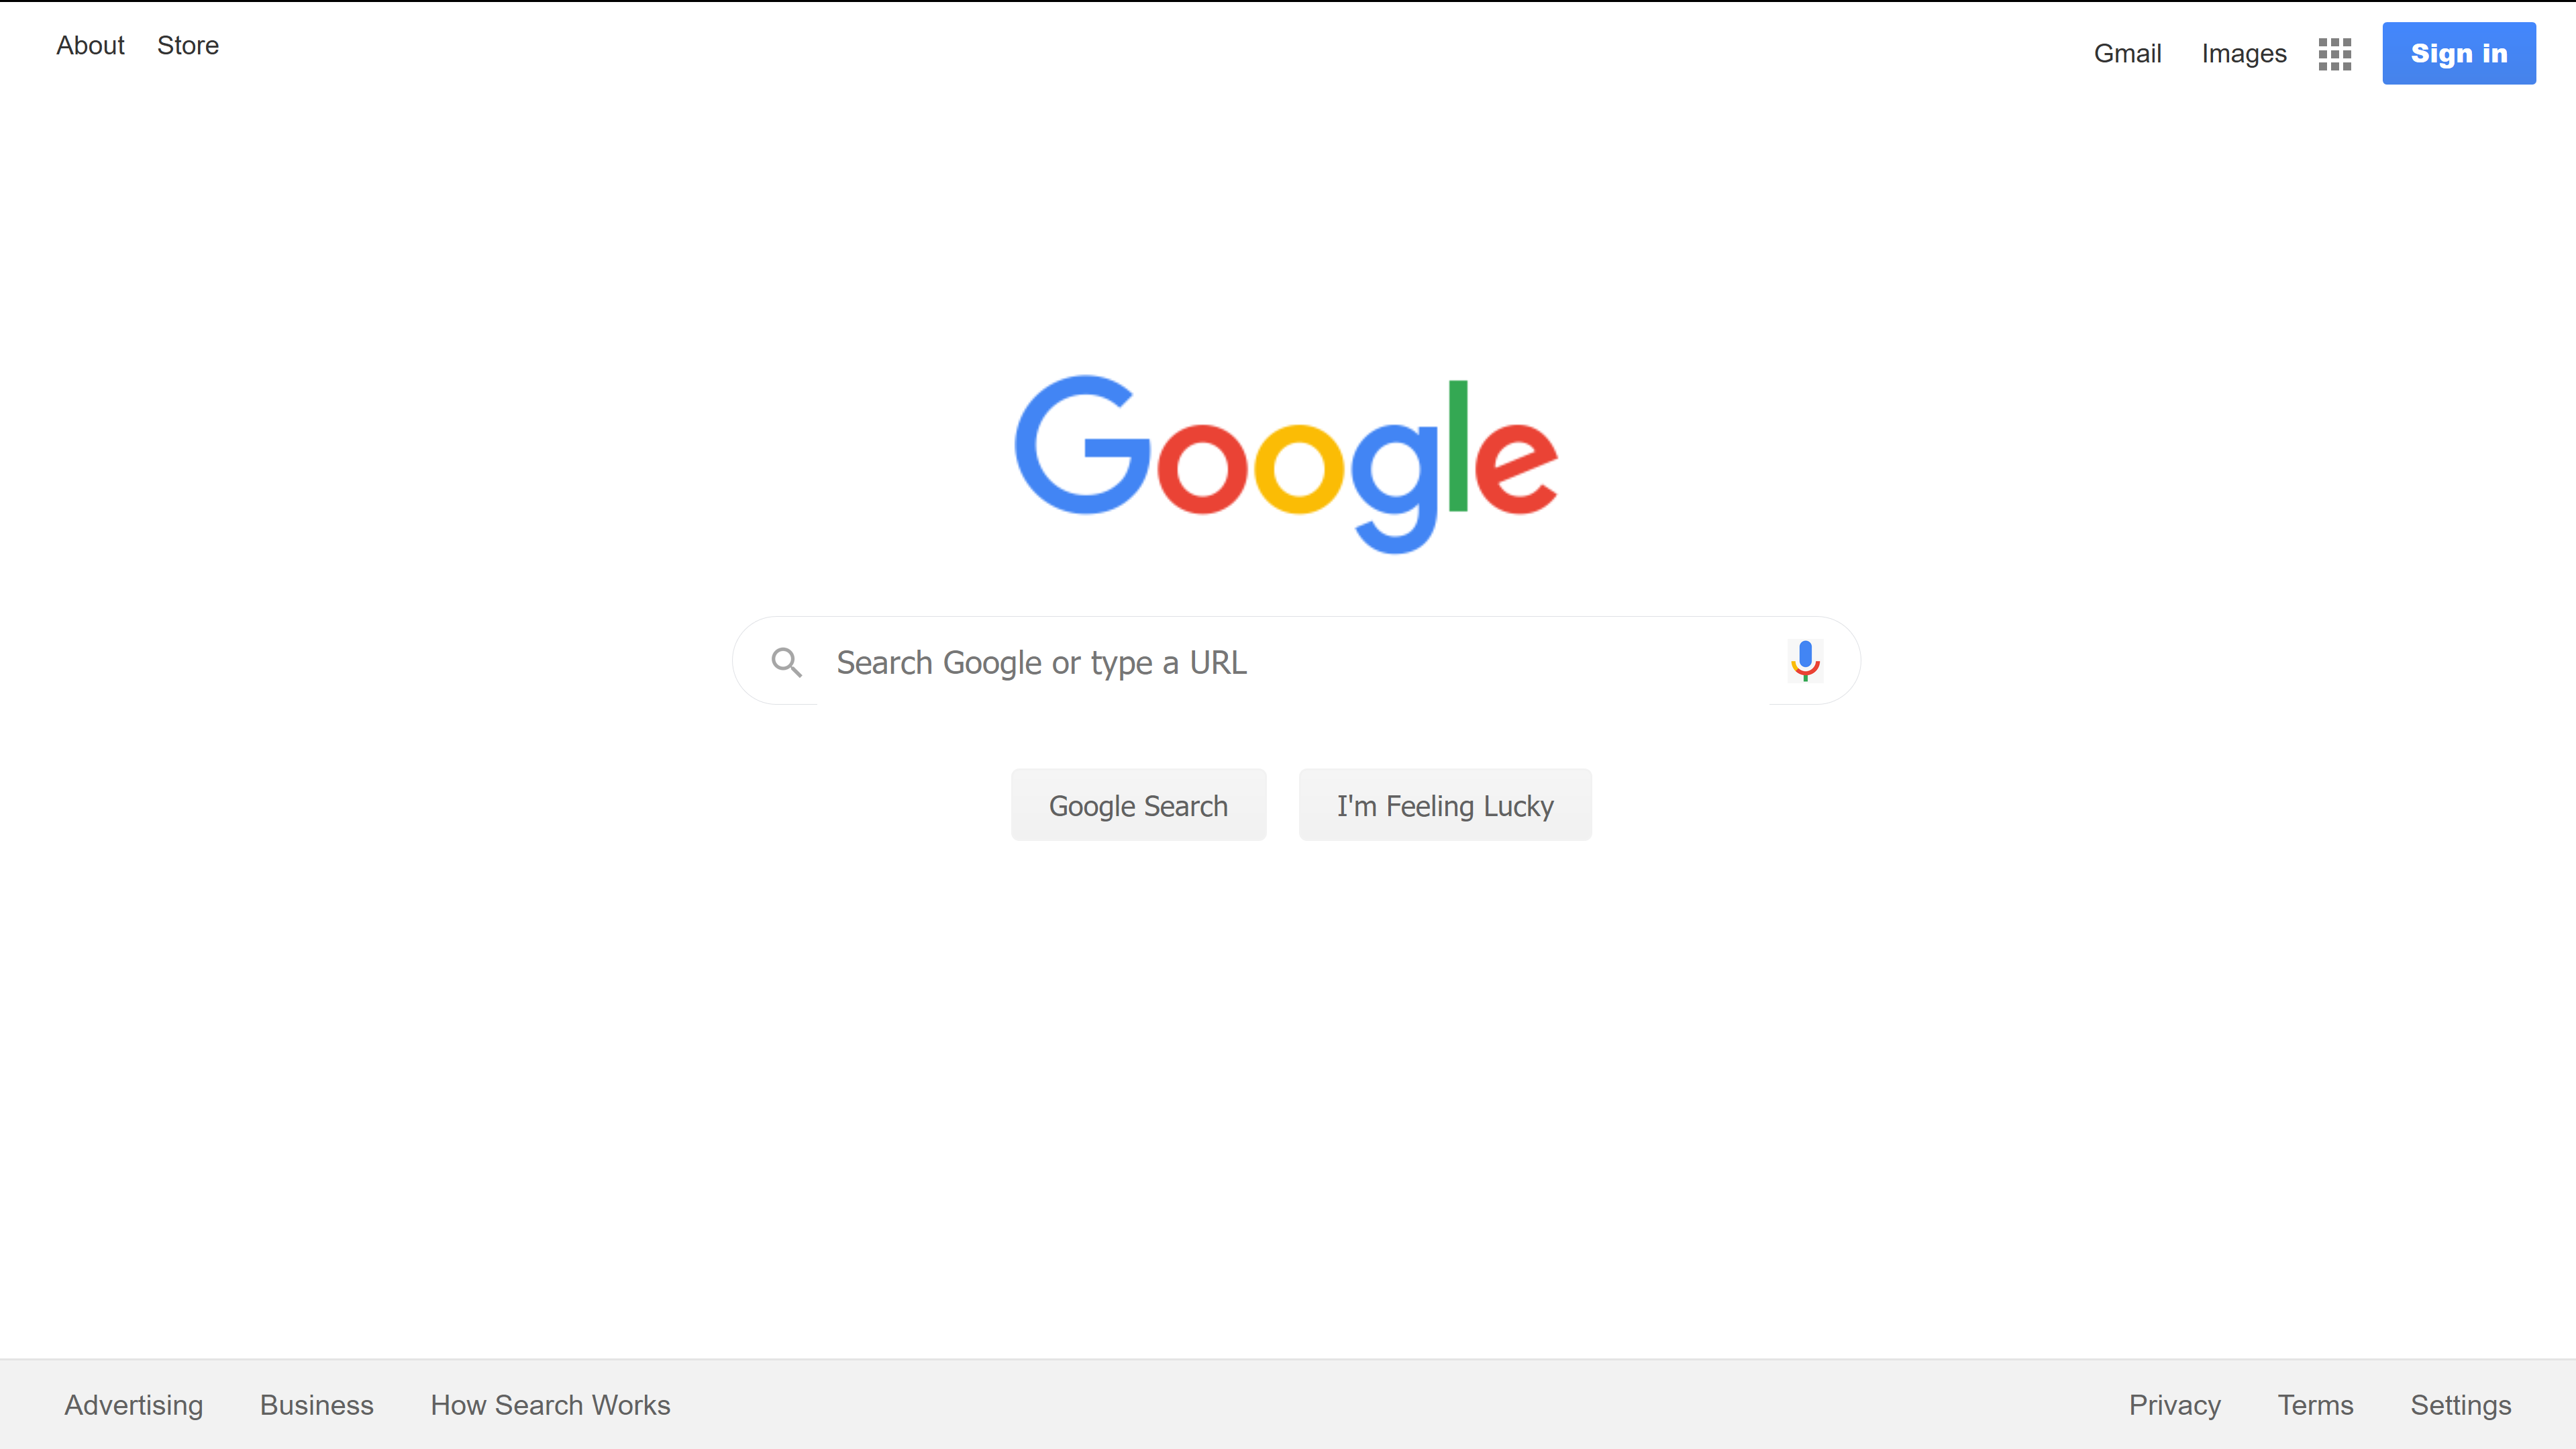 About Store
Gmail Images Sign in
Google
Search Google or type a URL
Google Search I'm Feeling Lucky
Advertising Business How Search Works
Privacy Terms Settings